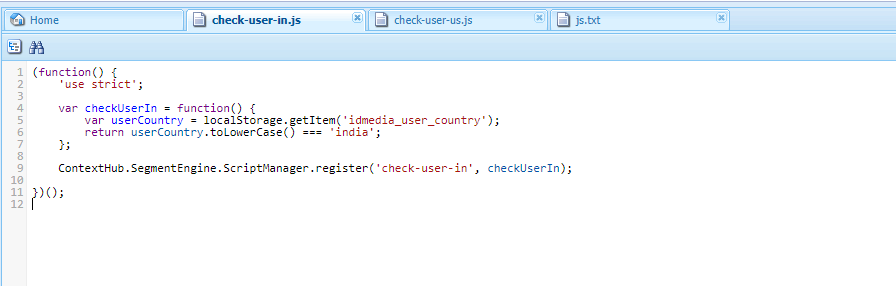 Home check-user-in.js check-user-us.js js.txt
1 (function() {
2 'use strict';
3
4 var checkUserIn = function() {
5 var userCountry = localStorage.getItem('idmedia_user_country');
6 return userCountry.toLowerCase() === 'india';
7 };
8
9 ContextHub.SegmentEngine.ScriptManager.register('check-user-in', checkUserIn);
10
11 })();
12